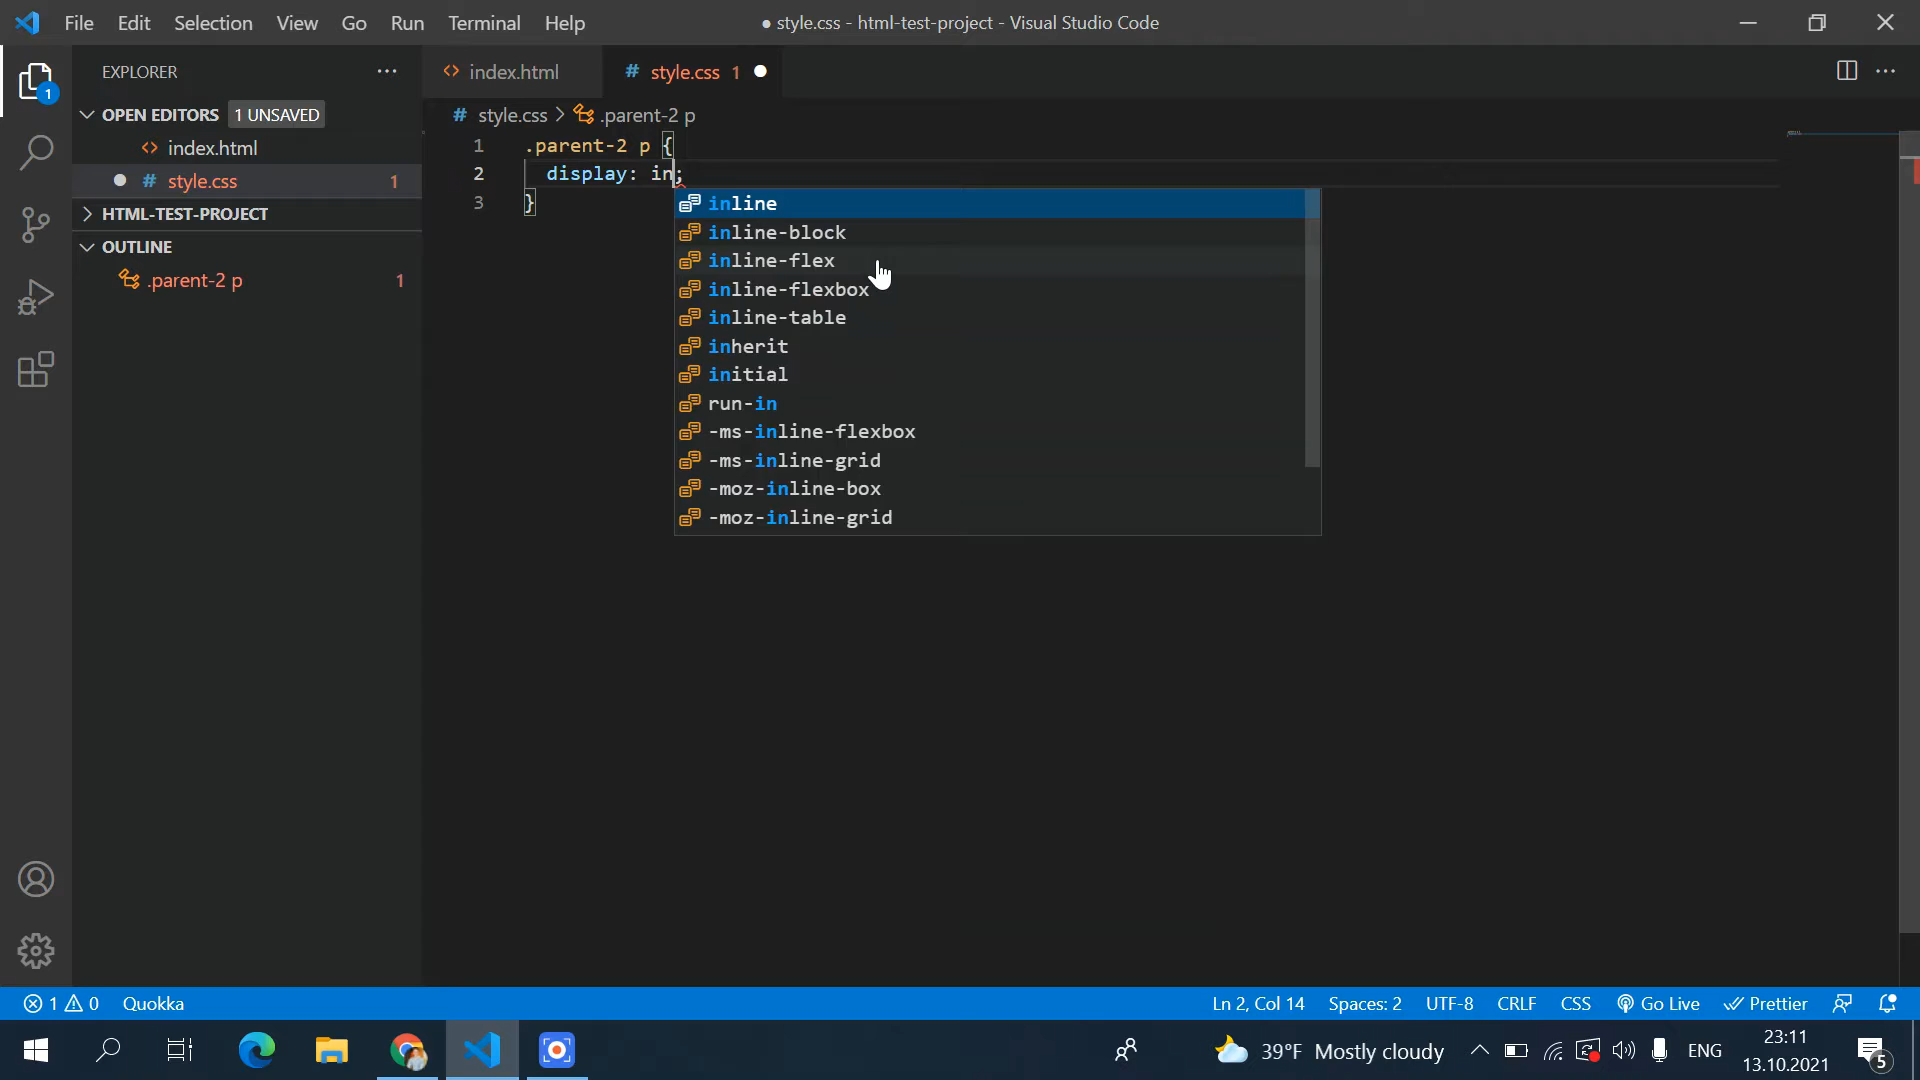 File Edit Selection View Go Run Terminal Help
● style.css - html-test-project - Visual Studio Code
EXPLORER
OPEN EDITORS 1 UNSAVED
index.html
style.css 1
HTML-TEST-PROJECT
OUTLINE
.parent-2 p 1
1
index.html
# style.css 1
# style.css > .parent-2 p
1 .parent-2 p {
2 display: in;
3 }
inline
inline-block
inline-flex
inline-flexbox
inline-table
inherit
initial
run-in
-ms-inline-flexbox
-ms-inline-grid
-moz-inline-box
-moz-inline-grid
1 0 Quokka
Ln 2, Col 14 Spaces: 2 UTF-8 CRLF CSS Go Live Prettier
39°F Mostly cloudy
ENG
23:11
13.10.2021
5